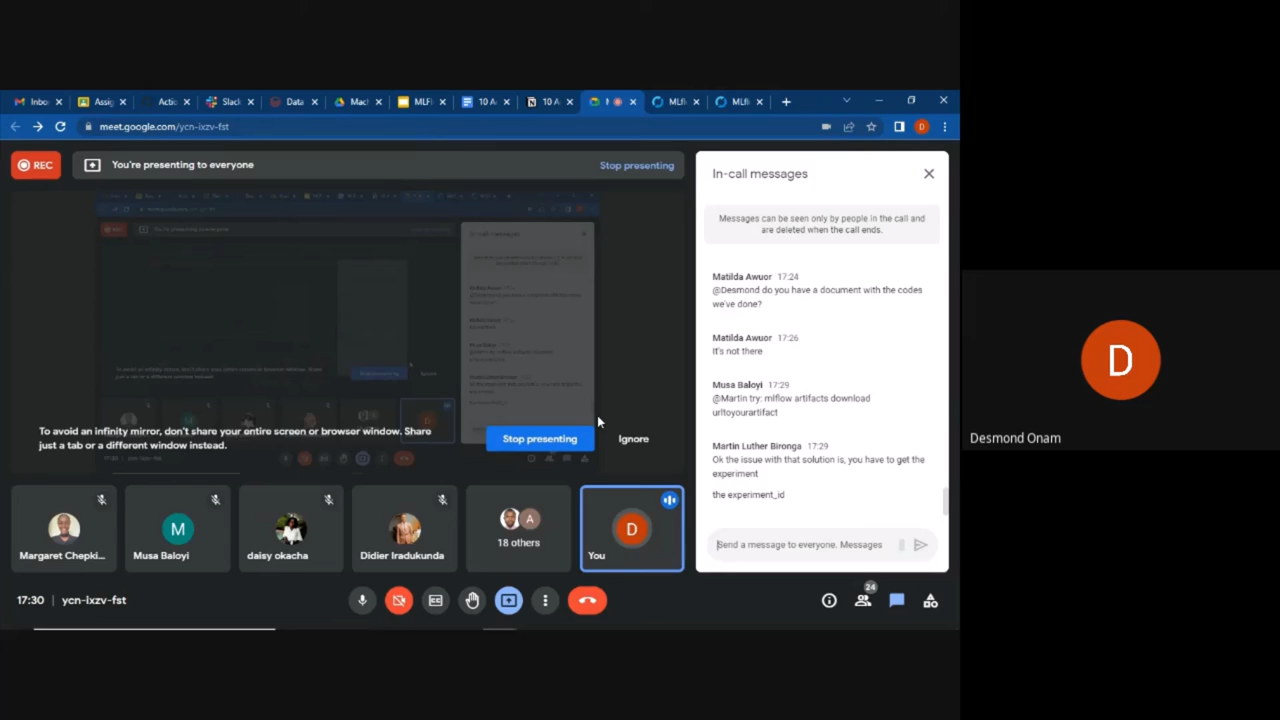 Inbo
Assig
Actio
Slack
Data
Mach
MLFl
10 A
10 A
MLfl
MLfl
meet.google.com/ycn-ixzv-fst
D
REC
You're presenting to everyone
Stop presenting
In-call messages
Messages can be seen only by people in the call and
are deleted when the call ends.
Matilda Awuor 17:24
@Desmond do you have a document with the codes
we've done?
Matilda Awuor 17:26
It's not there
Musa Baloyi 17:29
@Martin try: mlflow artifacts download
urltoyourartifact
Martin Luther Bironga 17:29
Ok the issue with that solution is, you have to get the
experiment
the experiment_id
Send a message to everyone. Messages
To avoid an infinity mirror, don't share your entire screen or browser window. Share
just a tab or a different window instead.
Stop presenting
Ignore
Margaret Chepki...
M
Musa Baloyi
daisy okacha
Didier Iradukunda
A
18 others
D
You
17:30 | ycn-ixzv-fst
24
D
Desmond Onam